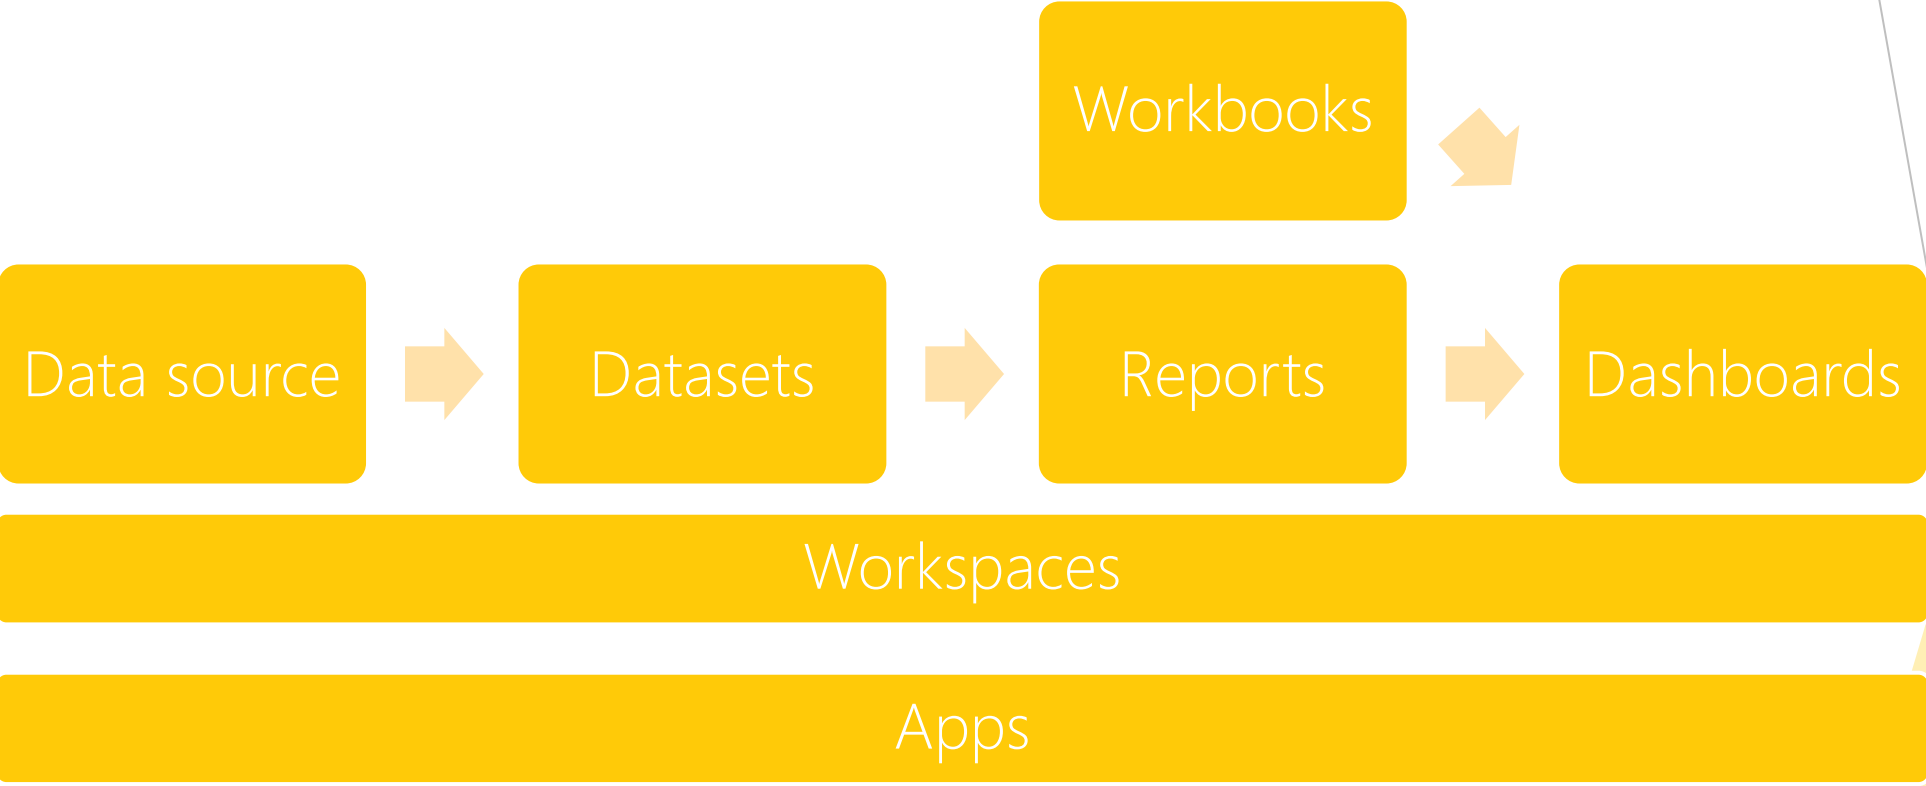 Workbooks
Data source
Datasets
Reports
Dashboards
Workspaces
Apps